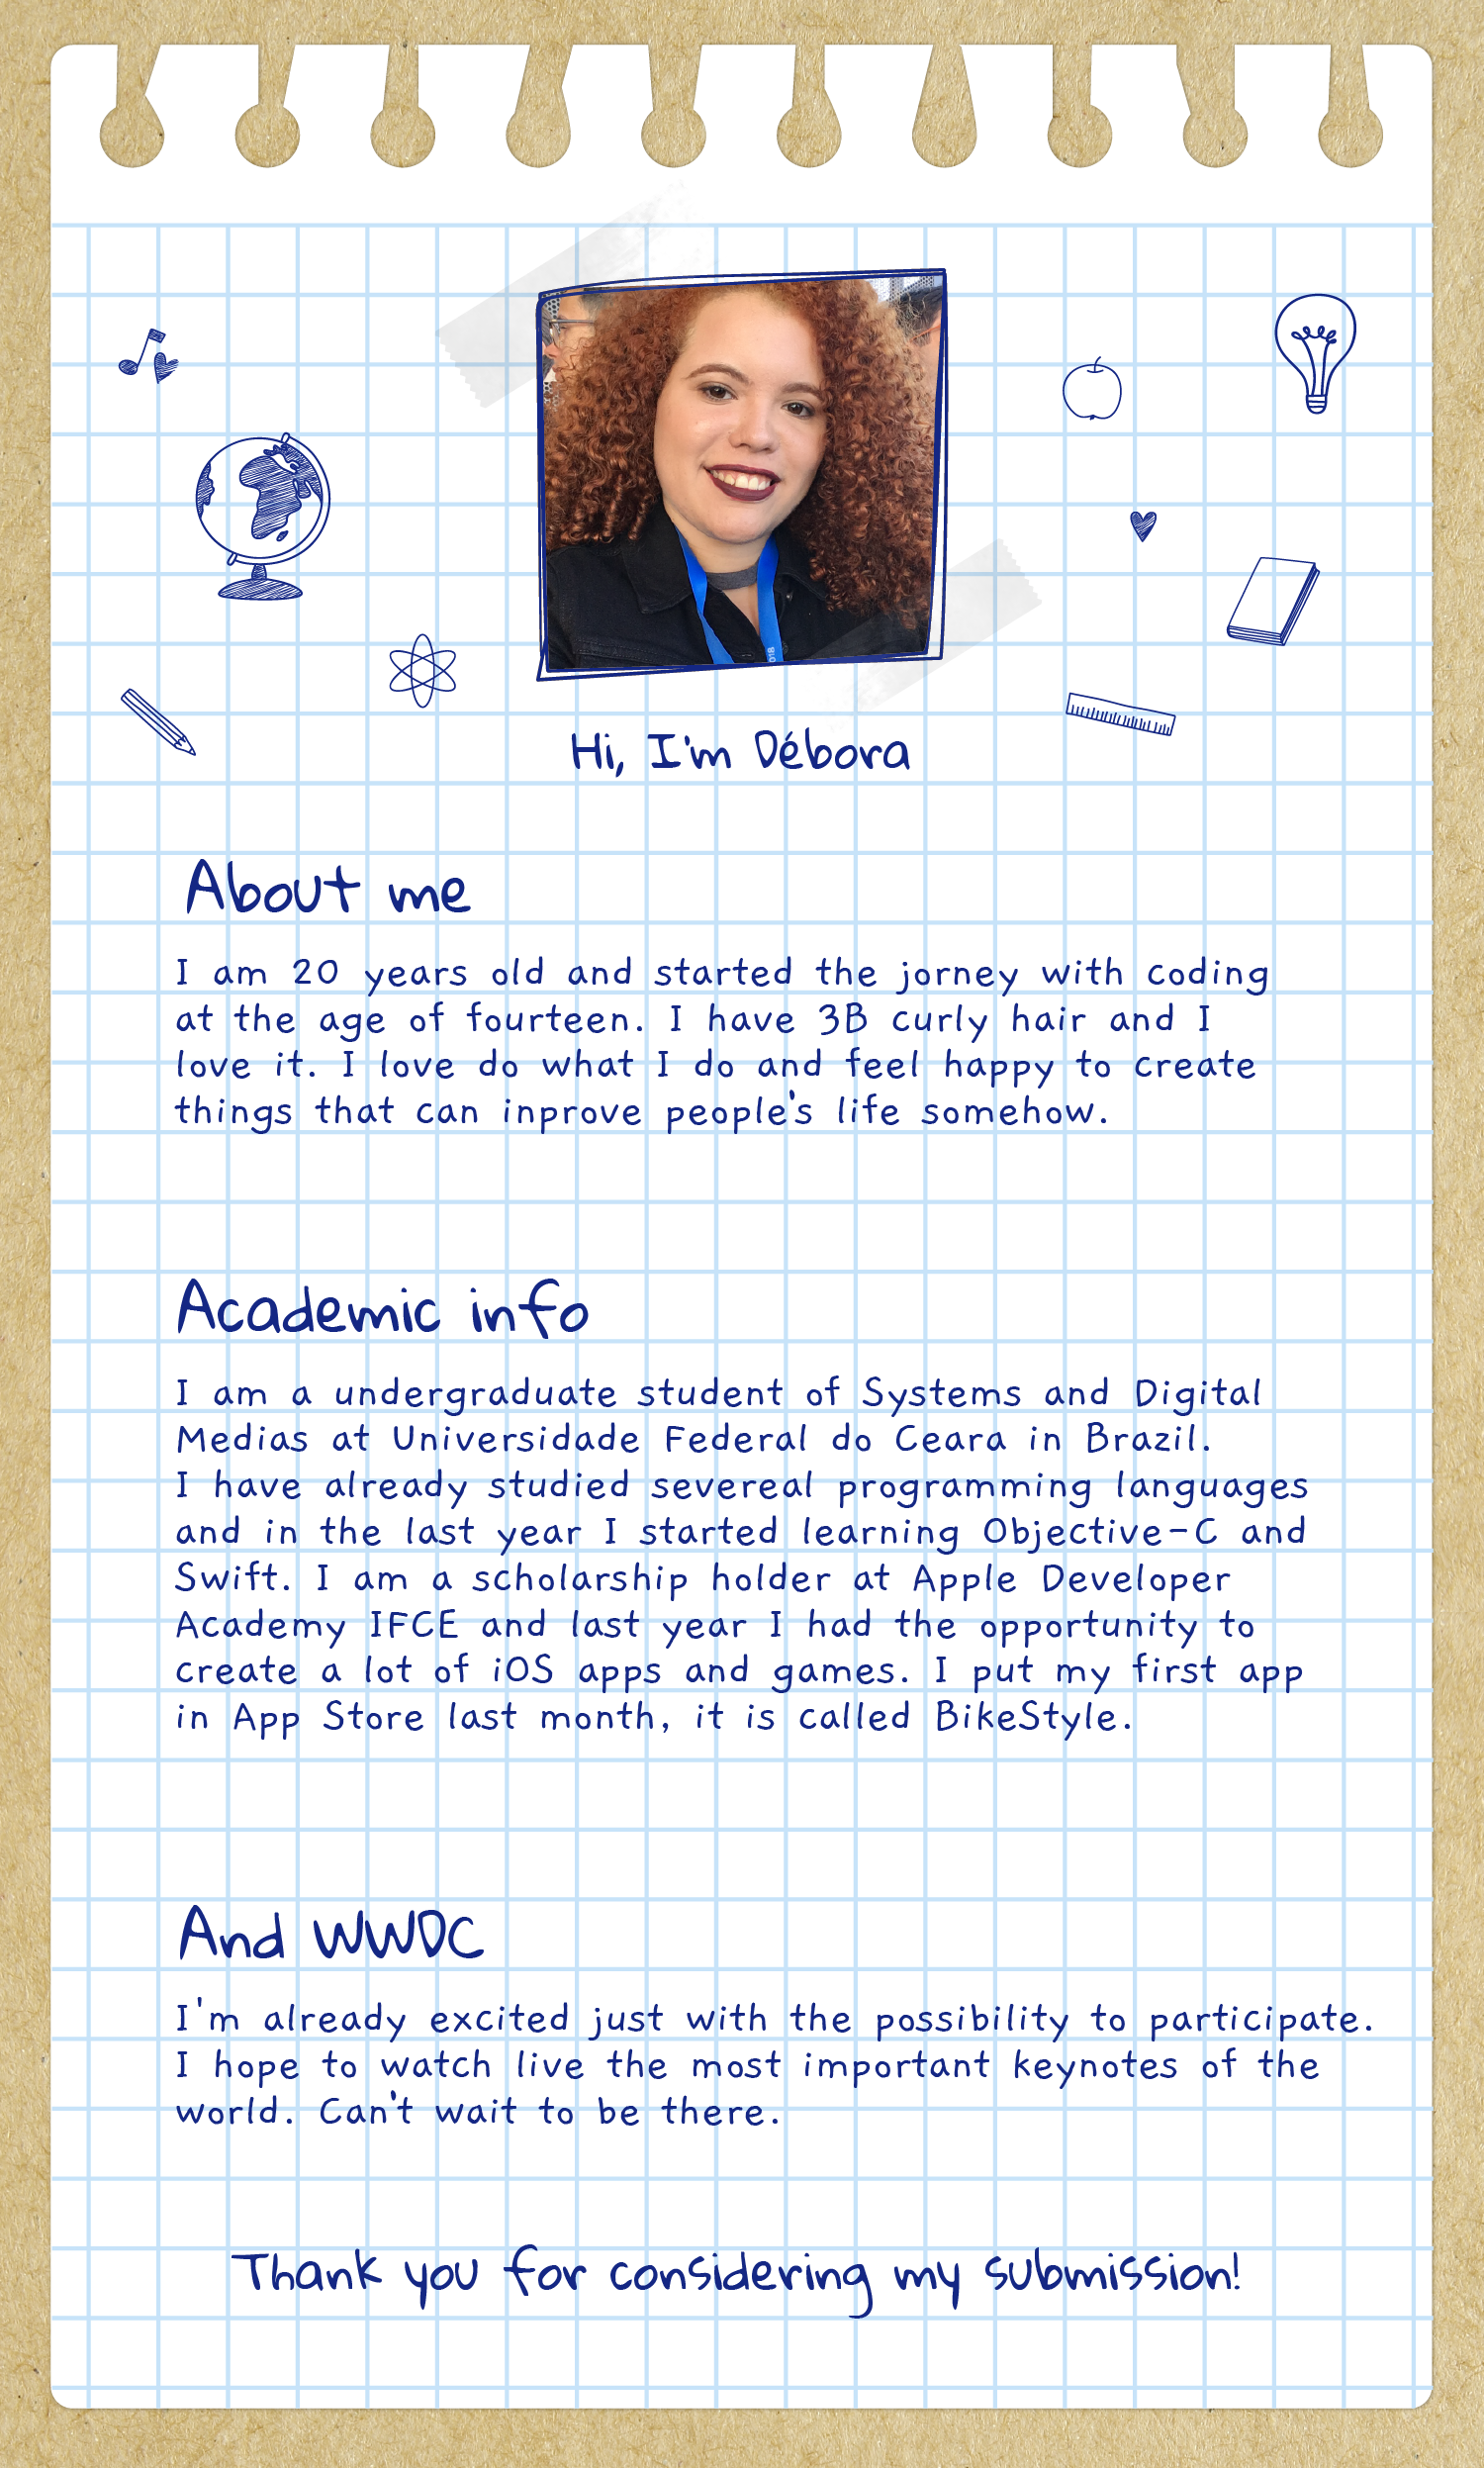 018
Hi, I'm Débora
About me
I am 20 years old and started the jorney with coding
at the age of fourteen. I have 3B curly hair and I
love it. I love do what I do and feel happy to create
things that can inprove people's life somehow.
Academic info
I am a undergraduate student of Systems and Digital
Medias at Universidade Federal do Ceara in Brazil.
I have already studied severeal programming languages
and in the last year I started learning Objective-C and
Swift. I am a scholarship holder at Apple Developer
Academy IFCE and last year I had the opportunity to
create a lot of iOS apps and games. I put my first app
in App Store last month, it is called BikeStyle.
And WWDC
I'm already excited just with the possibility to participate.
I hope to watch live the most important keynotes of the
world. Can't wait to be there.
Thank you for considering my submission!